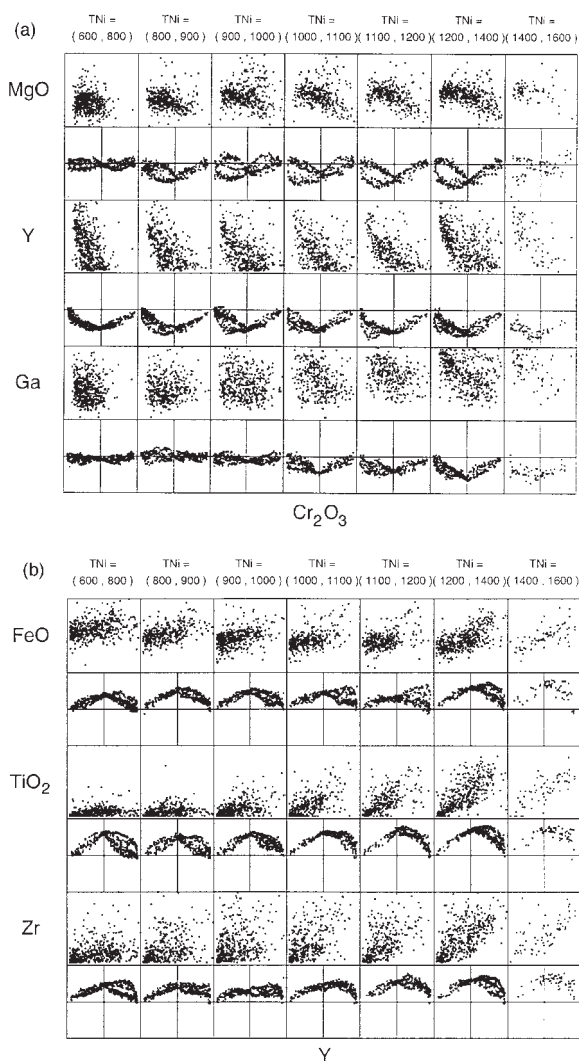 (a)
TNi = TNi = TNi = TNi = TNi = TNi = TNi =
( 600 , 800 ) ( 800 , 900 ) ( 900 , 1000 ) ( 1000 , 1100 ) ( 1100 , 1200 )( 1200 , 1400 )( 1400 , 1600 )
MgO
Y
Ga
Cr₂O₃
(b)
TNi = TNi = TNi = TNi = TNi = TNi = TNi =
( 600 , 800 ) ( 800 , 900 ) ( 900 , 1000 ) ( 1000 , 1100 )( 1100 , 1200 )( 1200 , 1400 )( 1400 , 1600 )
FeO
TiO₂
Zr
Y